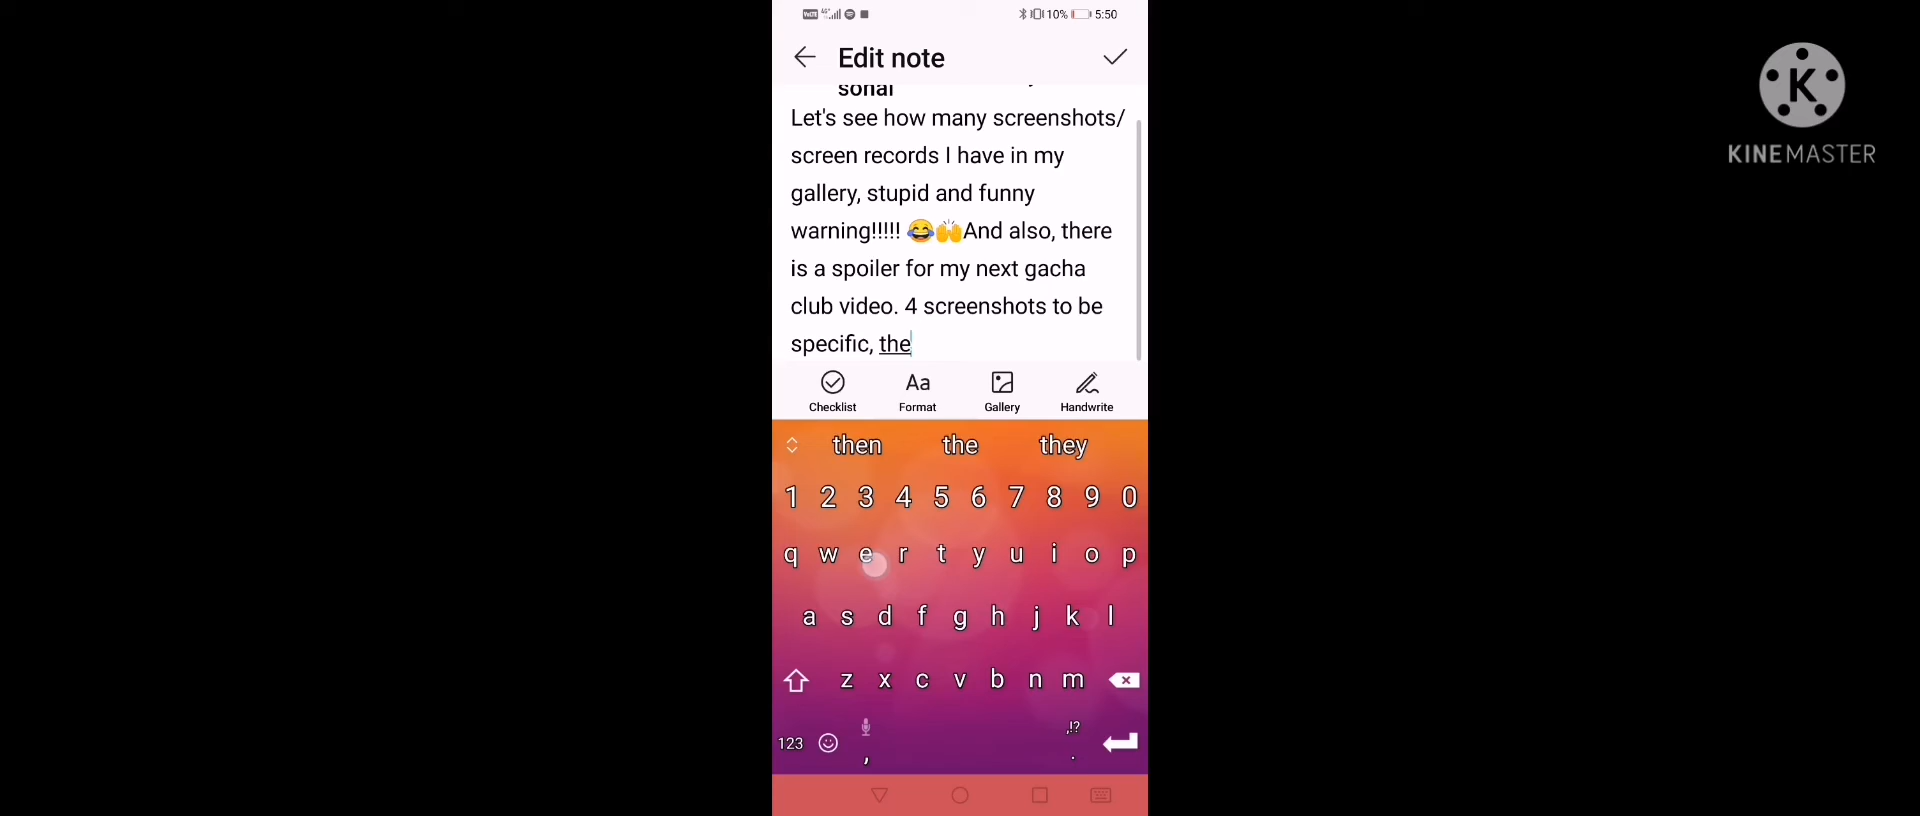 10% 5:50
Edit note
sonal
Let's see how many screenshots/
screen records I have in my
gallery, stupid and funny
warning!!!!! 😂🙌And also, there
is a spoiler for my next gacha
club video. 4 screenshots to be
specific, the
Checklist Format Gallery Handwrite
then the they
1 2 3 4 5 6 7 8 9 0
q w e r t y u i o p
a s d f g h j k l
z x c v b n m
,!?
123 , .
K
KINEMASTER